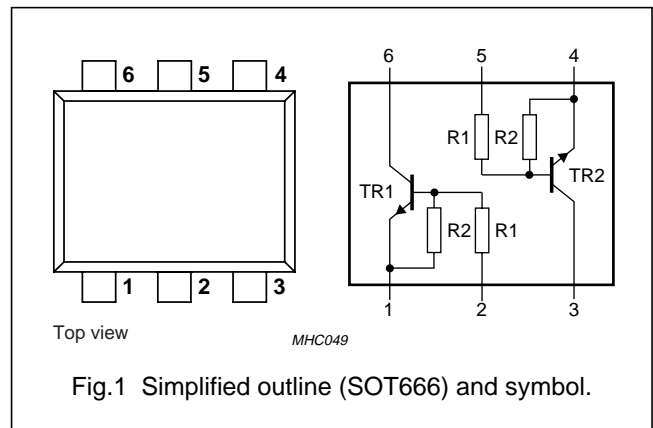 6 5 4
1 2 3
Top view
6 5 4
R1 R2
TR1 TR2
R2 R1
1 2 3
MHC049
Fig.1 Simplified outline (SOT666) and symbol.